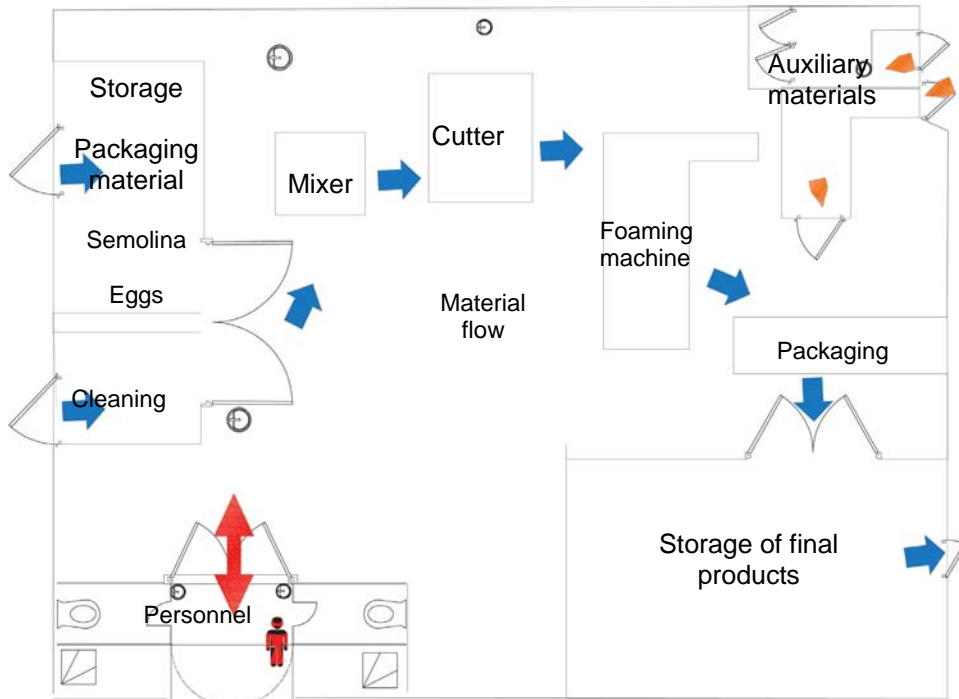 Storage
Packaging
material
Semolina
Eggs
Cleaning
Mixer
Cutter
Foaming
machine
Material
flow
Auxiliary
materials
Packaging
Storage of final
products
Personnel